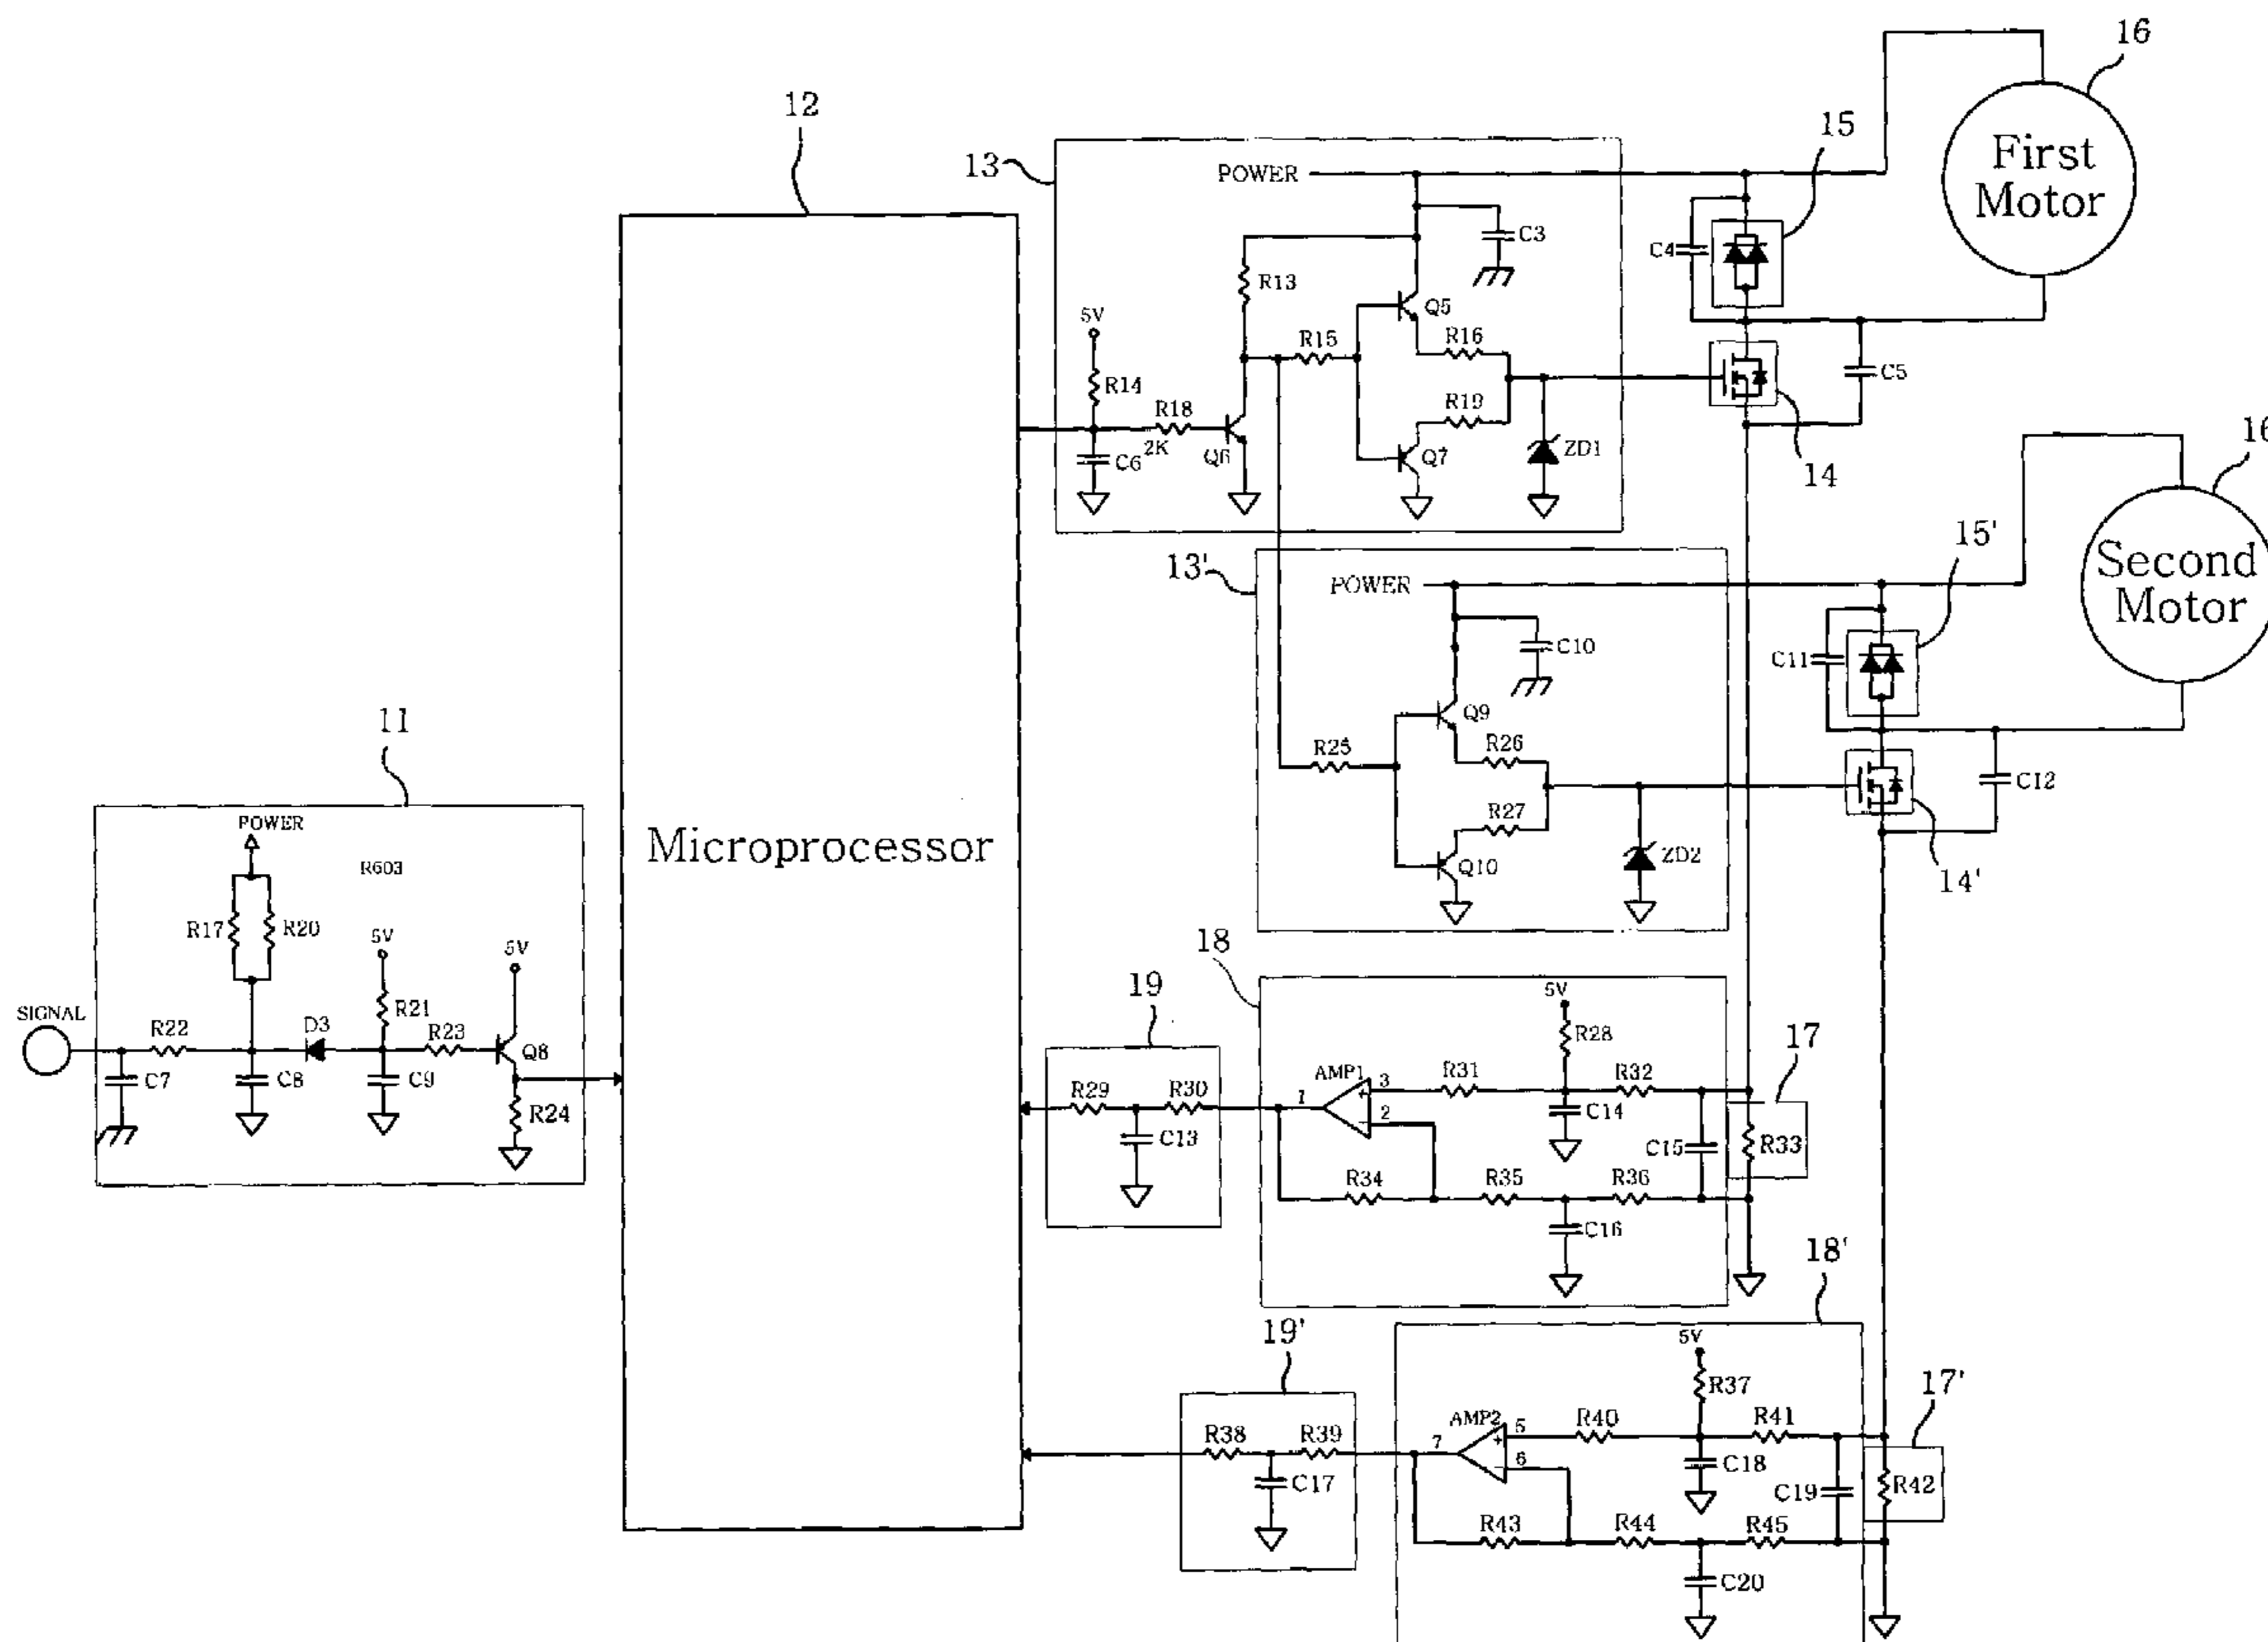 16
12
15
13
POWER
First
Motor
C3
C4
R13
5V
Q5
R15
R16
R14
C5
R18
R19
2K
C6
Q6
Q7
ZD1
14
16
13'
15'
POWER
Second
Motor
C10
C11
Q9
11
R25
R26
C12
POWER
R27
R603
Microprocessor
Q10
ZD2
14'
R17
R20
5V
5V
18
19
SIGNAL
R21
5V
R22
D3
R23
R28
17
Q8
AMP1
3
R31
R32
C7
C8
C9
R29
R30
1
2
C14
R24
C13
C15
R33
R34
R35
R36
C16
18'
19'
5V
R37
17'
AMP2
5
R40
R41
R38
R39
7
6
C18
C17
C19
R42
R43
R44
R45
C20